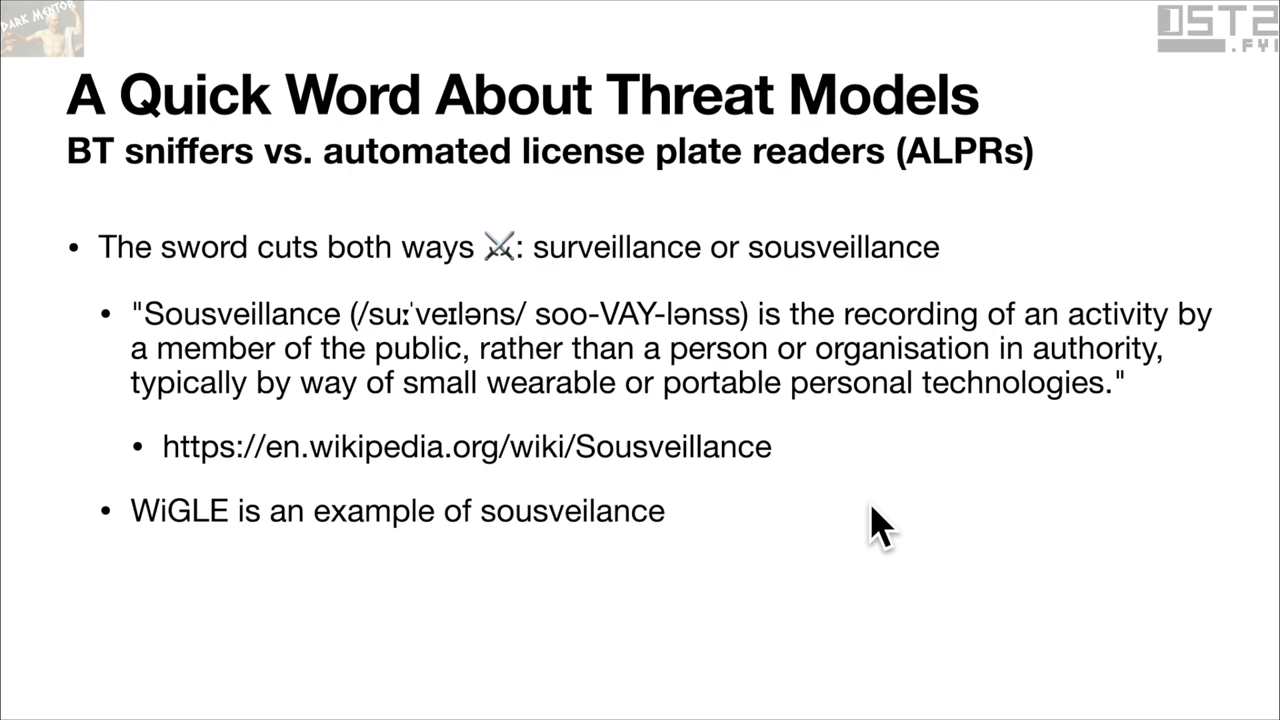 DARK MENTOR
OST2
.FYI
A Quick Word About Threat Models
BT sniffers vs. automated license plate readers (ALPRs)
• The sword cuts both ways ⚔️: surveillance or sousveillance
• "Sousveillance (/suːˈveɪləns/ soo-VAY-lənss) is the recording of an activity by
a member of the public, rather than a person or organisation in authority,
typically by way of small wearable or portable personal technologies."
• https://en.wikipedia.org/wiki/Sousveillance
• WiGLE is an example of sousveilance